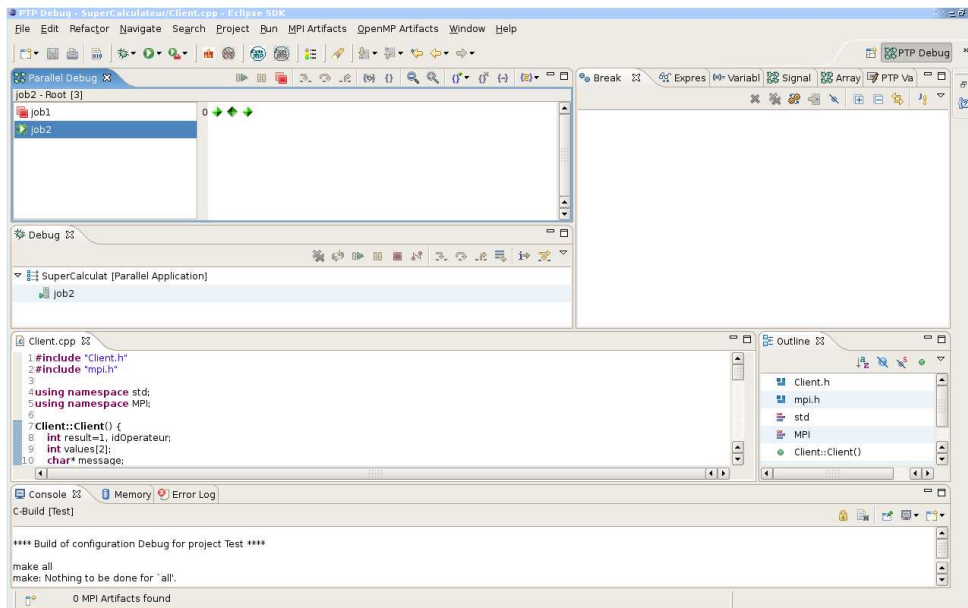 PTP Debug - SuperCalculateur/Client.cpp - Eclipse SDK
File Edit Refactor Navigate Search Project Run MPI Artifacts OpenMP Artifacts Window Help
PTP Debug
Parallel Debug
job2 - Root [3]
job1
0
job2
Break Expres Variabl Signal Array PTP Va
Debug
SuperCalculat [Parallel Application]
job2
Client.cpp
1 #include "Client.h"
2 #include "mpi.h"
3
4 using namespace std;
5 using namespace MPI;
6
7 Client::Client() {
8 int result=1, idOperateur;
9 int values[2];
10 char* message;
Outline
Client.h
mpi.h
std
MPI
Client::Client()
Console Memory Error Log
C-Build [Test]
**** Build of configuration Debug for project Test ****
make all
make: Nothing to be done for `all'.
0 MPI Artifacts found